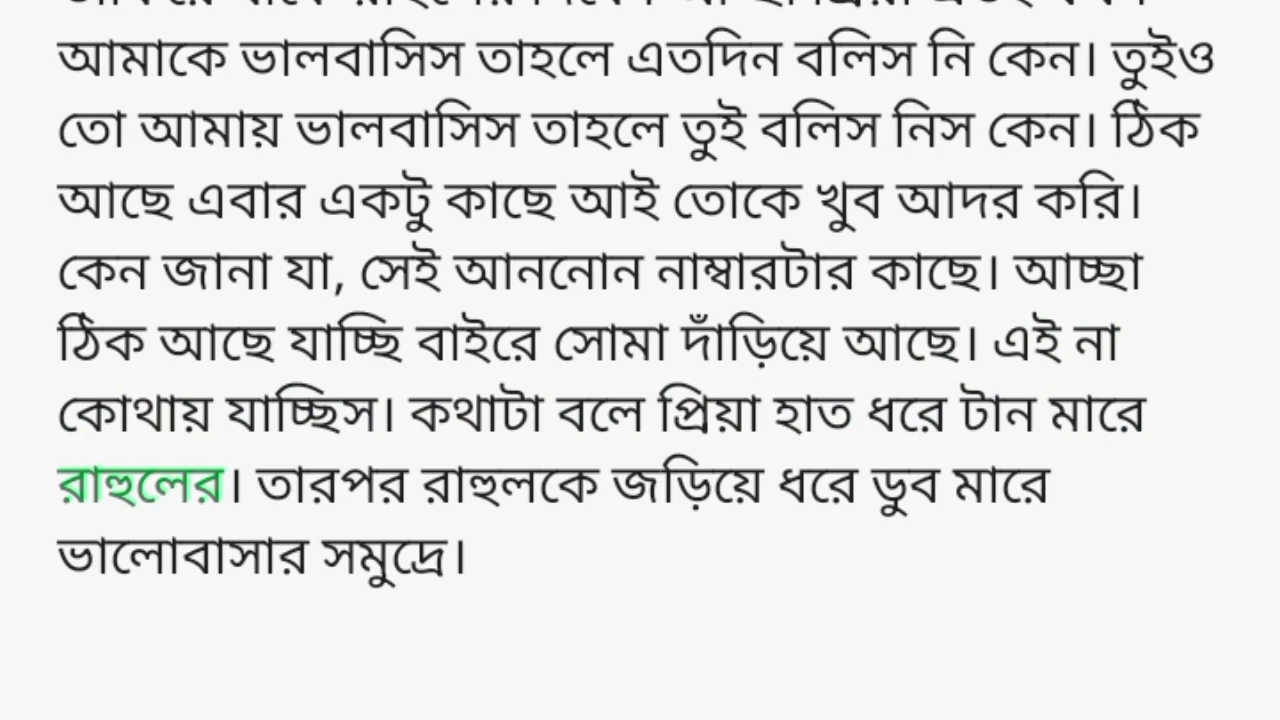 আমাকে ভালবাসিস তাহলে এতদিন বলিস নি কেন। তুইও
তো আমায় ভালবাসিস তাহলে তুই বলিস নিস কেন। ঠিক
আছে এবার একটু কাছে আই তোকে খুব আদর করি।
কেন জানা যা, সেই আননোন নাম্বারটার কাছে। আচ্ছা
ঠিক আছে যাচ্ছি বাইরে সোমা দাঁড়িয়ে আছে। এই না
কোথায় যাচ্ছিস। কথাটা বলে প্রিয়া হাত ধরে টান মারে
রাহুলের। তারপর রাহুলকে জড়িয়ে ধরে ডুব মারে
ভালোবাসার সমুদ্রে।